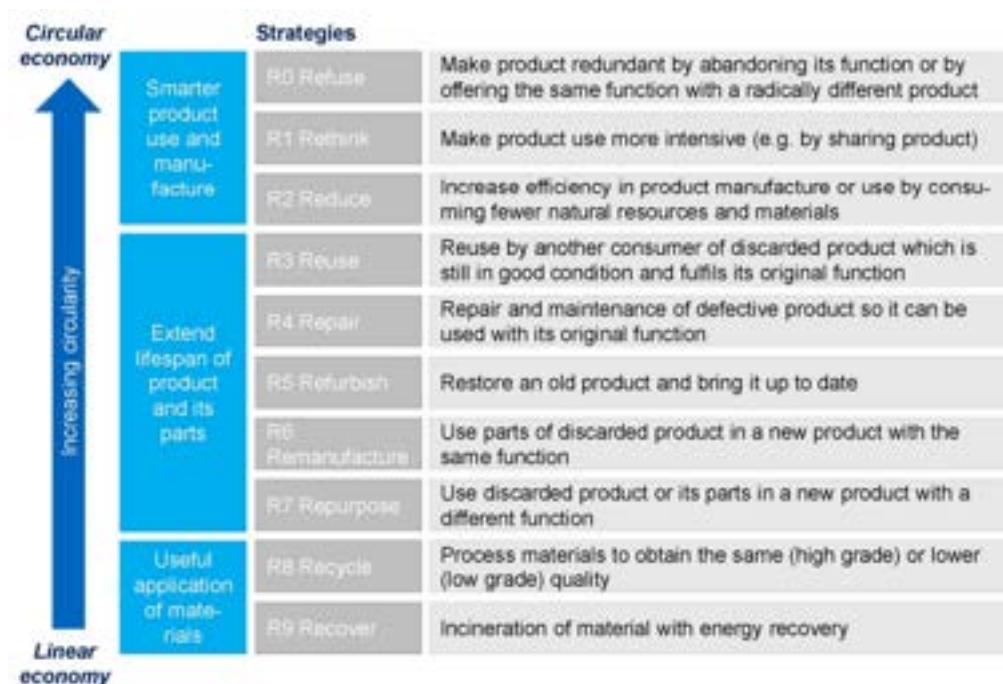 Circular
economy
Strategies
Increasing circularity
Linear
economy
Smarter
product
use and
manu-
facture
R0 Refuse
Make product redundant by abandoning its function or by
offering the same function with a radically different product
R1 Rethink
Make product use more intensive (e.g. by sharing product)
R2 Reduce
Increase efficiency in product manufacture or use by consu-
ming fewer natural resources and materials
Extend
lifespan of
product
and its
parts
R3 Reuse
Reuse by another consumer of discarded product which is
still in good condition and fulfils its original function
R4 Repair
Repair and maintenance of defective product so it can be
used with its original function
R5 Refurbish
Restore an old product and bring it up to date
R6
Remanufacture
Use parts of discarded product in a new product with the
same function
R7 Repurpose
Use discarded product or its parts in a new product with a
different function
Useful
application
of mate-
rials
R8 Recycle
Process materials to obtain the same (high grade) or lower
(low grade) quality
R9 Recover
Incineration of material with energy recovery